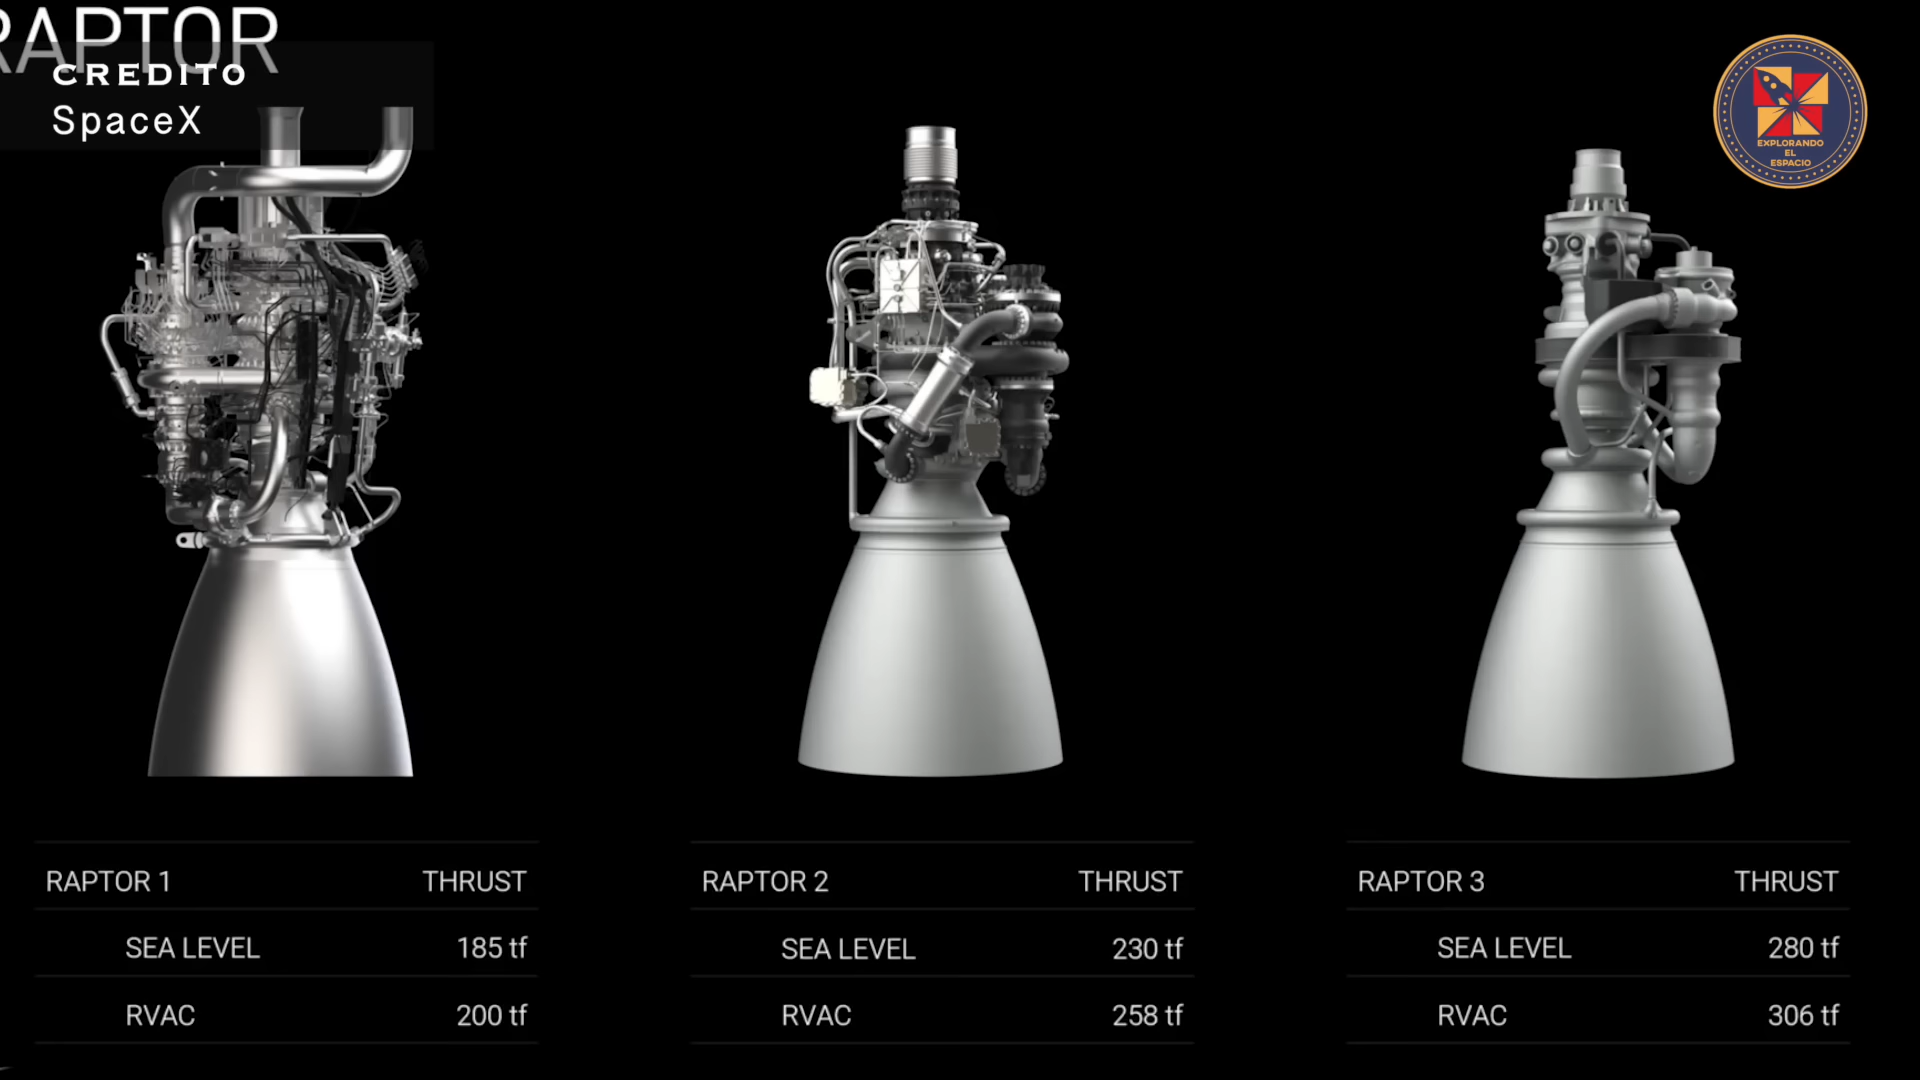 RAPTOR
CREDITO
SpaceX
EXPLORANDO
EL
ESPACIO
RAPTOR 1 THRUST
SEA LEVEL 185 tf
RVAC 200 tf
RAPTOR 2 THRUST
SEA LEVEL 230 tf
RVAC 258 tf
RAPTOR 3 THRUST
SEA LEVEL 280 tf
RVAC 306 tf